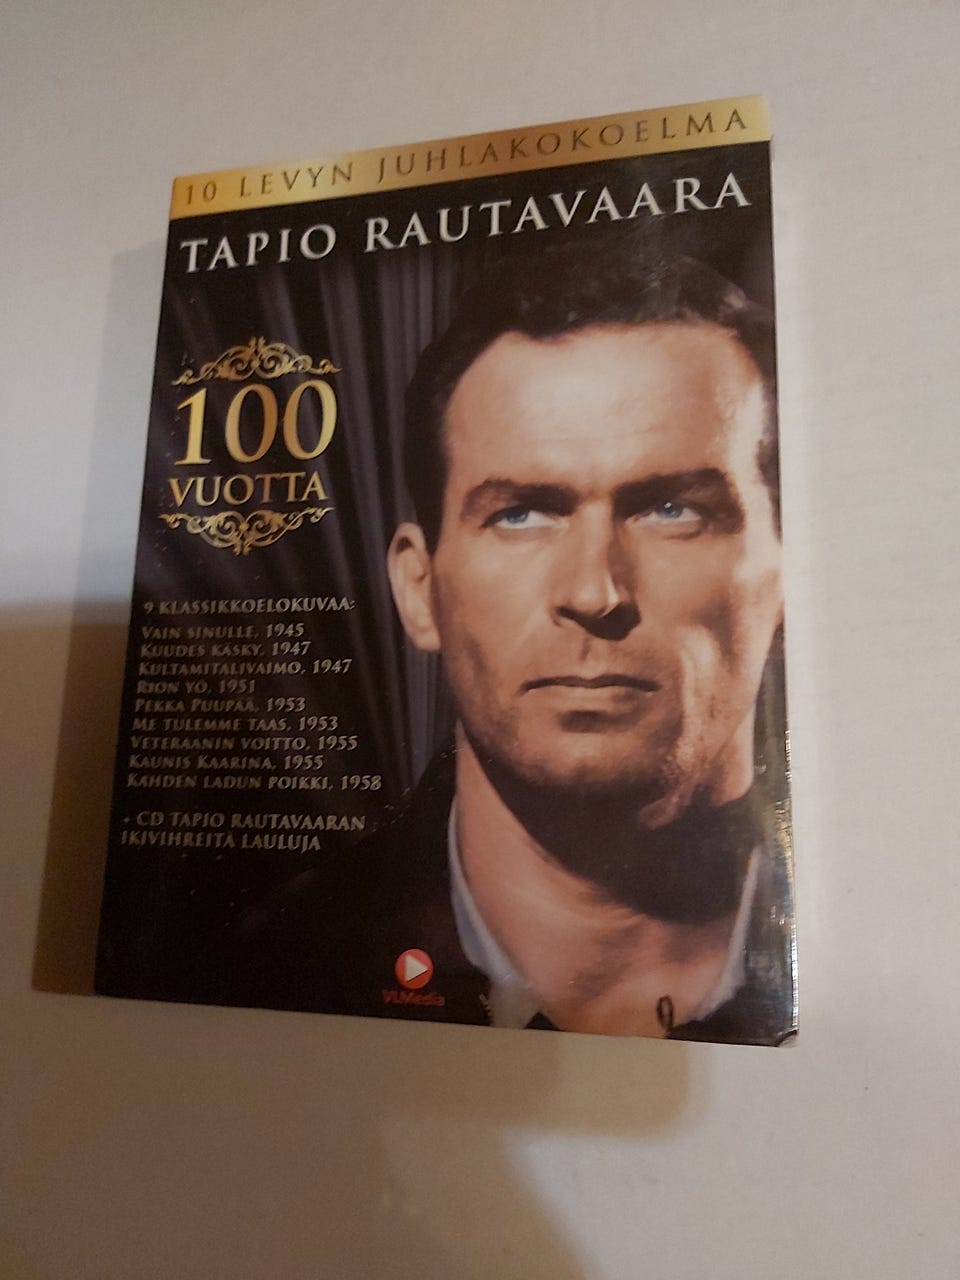 10 LEVYN JUHLAKOKOELMA
TAPIO RAUTAVAARA
100
VUOTTA
9 KLASSIKKOELOKUVAA:
VAIN SINULLE, 1945
KUUDES KÄSKY, 1947
KULTAMITALIVAIMO, 1947
RION YÖ, 1951
PEKKA PUUPÄÄ, 1953
ME TULEMME TAAS, 1953
VETERAANIN VOITTO, 1955
KAUNIS KAARINA, 1955
KAHDEN LADUN POIKKI, 1958
+ CD TAPIO RAUTAVAARAN
IKIVIHREITÄ LAULUJA
VLMedia